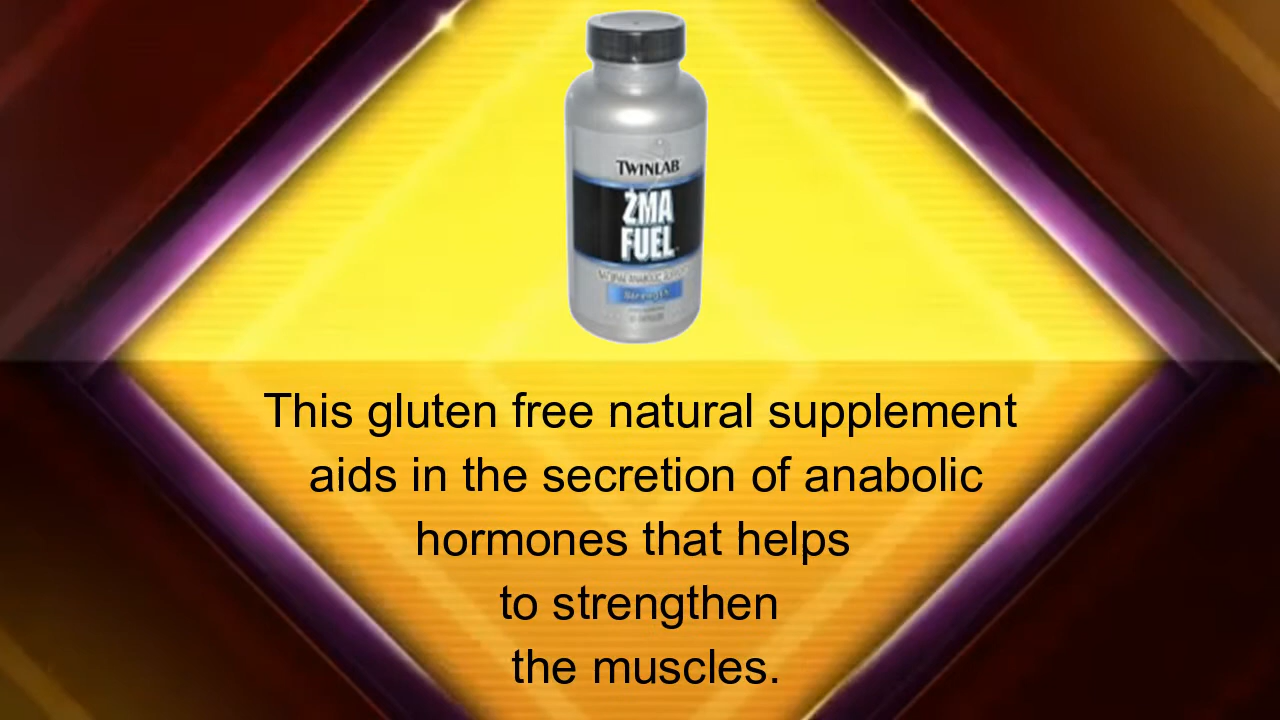 TWINLAB
ZMA
FUEL
Strength
This gluten free natural supplement
aids in the secretion of anabolic
hormones that helps
to strengthen
the muscles.